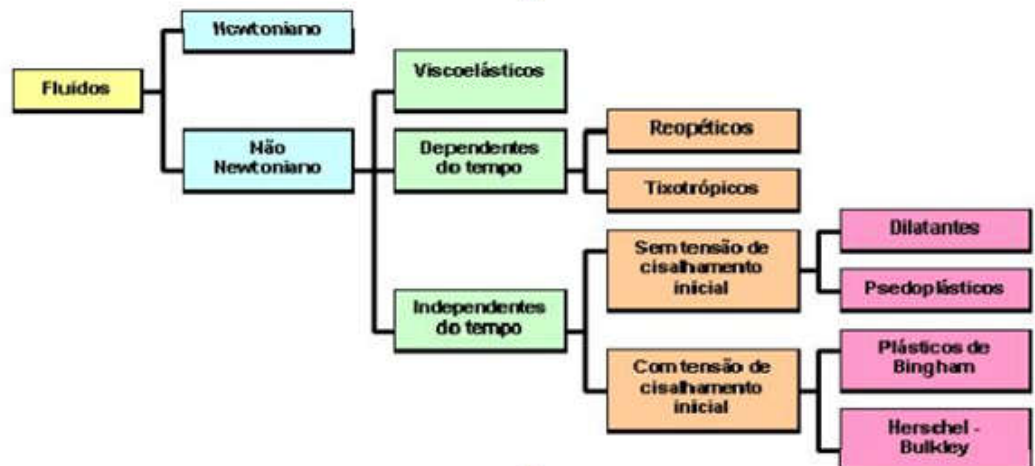 Fluidos
Newtoniano
Não
Newtoniano
Viscoelásticos
Dependentes
do tempo
Independentes
do tempo
Reopéticos
Tixotrópicos
Sem tensão de
cisalhamento
inicial
Com tensão de
cisalhamento
inicial
Dilatantes
Psedoplásticos
Plásticos de
Bingham
Herschel -
Bulkley